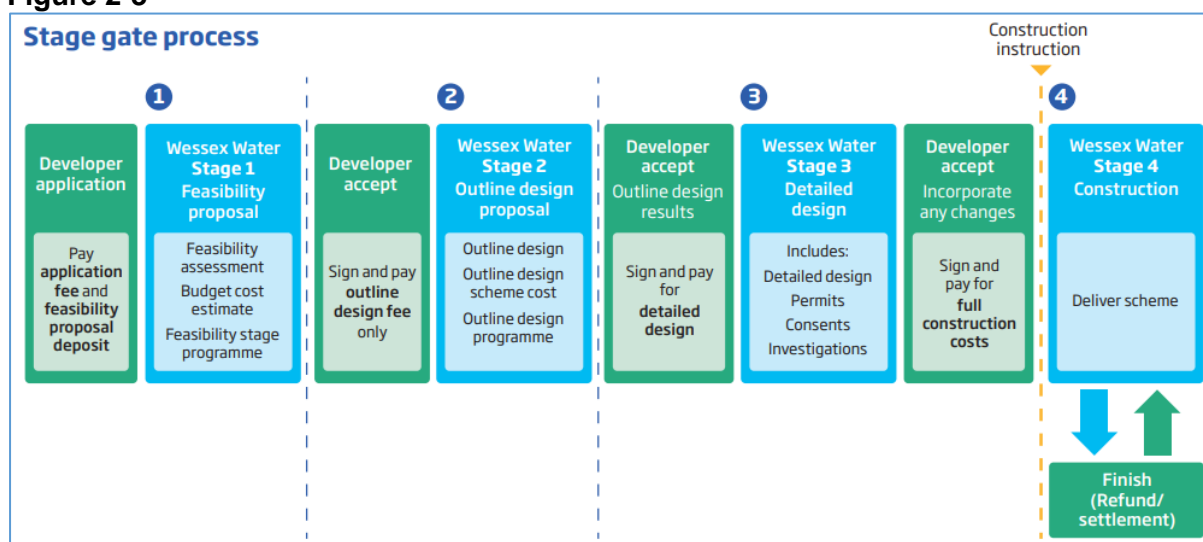 Stage gate process
Construction
instruction
1
2
3
4
Developer
application
Pay
application
fee and
feasibility
proposal
deposit
Wessex Water
Stage 1
Feasibility
proposal
Feasibility
assessment
Budget cost
estimate
Feasibility stage
programme
Developer
accept
Sign and pay
outline
design fee
only
Wessex Water
Stage 2
Outline design
proposal
Outline design
Outline design
scheme cost
Outline design
programme
Developer
accept
Outline design
results
Sign and pay
for
detailed
design
Wessex Water
Stage 3
Detailed
design
Includes:
Detailed design
Permits
Consents
Investigations
Developer
accept
Incorporate
any changes
Sign and
pay for
full
construction
costs
Wessex Water
Stage 4
Construction
Deliver scheme
Finish
(Refund/
settlement)